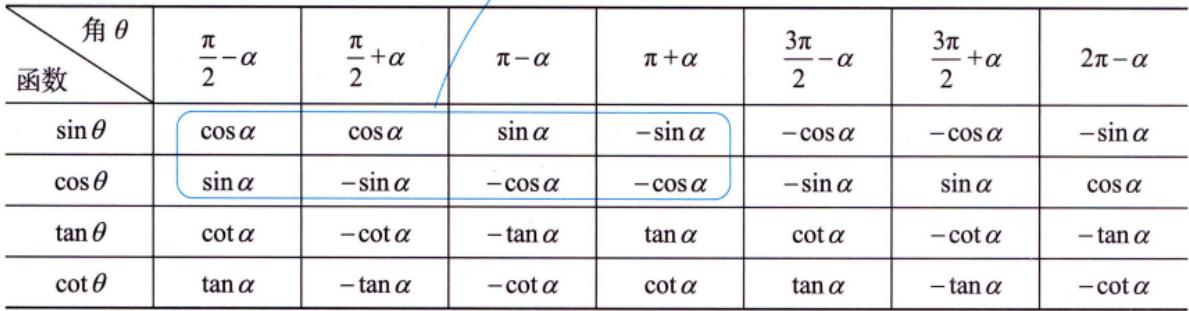 角 θ
函数 π/2−α π/2+α π−α π+α 3π/2−α 3π/2+α 2π−α
sin θ cos α cos α sin α −sin α −cos α −cos α −sin α
cos θ sin α −sin α −cos α −cos α −sin α sin α cos α
tan θ cot α −cot α −tan α tan α cot α −cot α −tan α
cot θ tan α −tan α −cot α cot α tan α −tan α −cot α